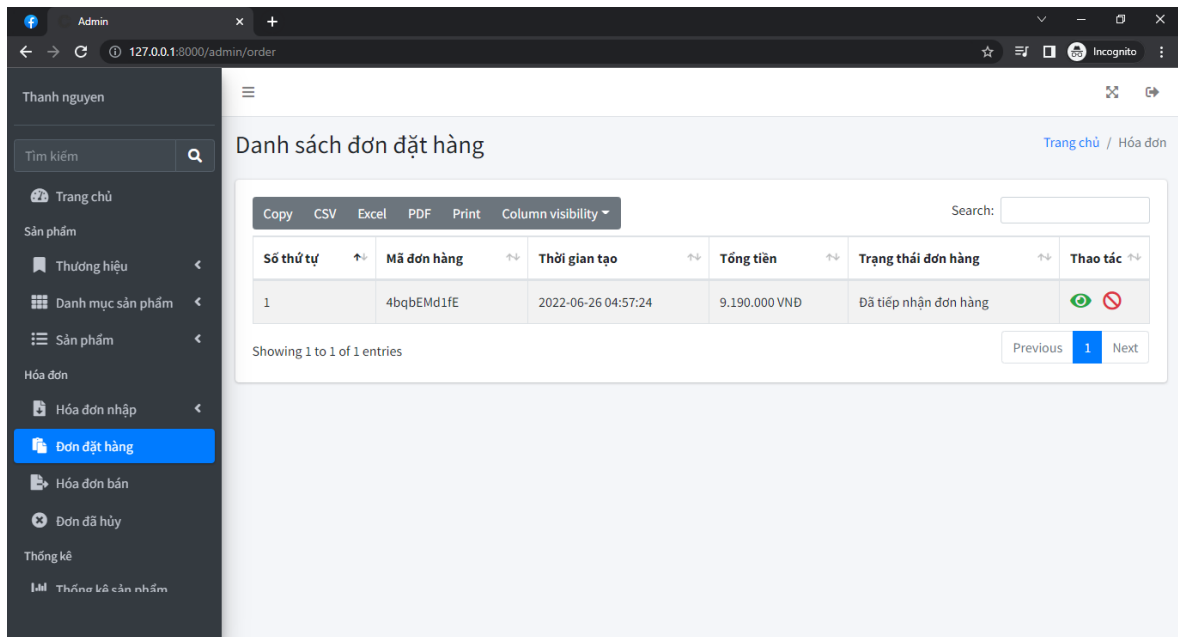 Admin
127.0.0.1:8000/admin/order
Incognito
Thanh nguyen
Tìm kiếm
Trang chủ
Sản phẩm
Thương hiệu
Danh mục sản phẩm
Sản phẩm
Hóa đơn
Hóa đơn nhập
Đơn đặt hàng
Hóa đơn bán
Đơn đã hủy
Thống kê
Thống kê sản phẩm
Danh sách đơn đặt hàng
Trang chủ / Hóa đơn
Copy CSV Excel PDF Print Column visibility
Search:
Số thứ tự Mã đơn hàng Thời gian tạo Tổng tiền Trạng thái đơn hàng Thao tác
1 4bqbEMd1fE 2022-06-26 04:57:24 9.190.000 VNĐ Đã tiếp nhận đơn hàng
Showing 1 to 1 of 1 entries
Previous 1 Next